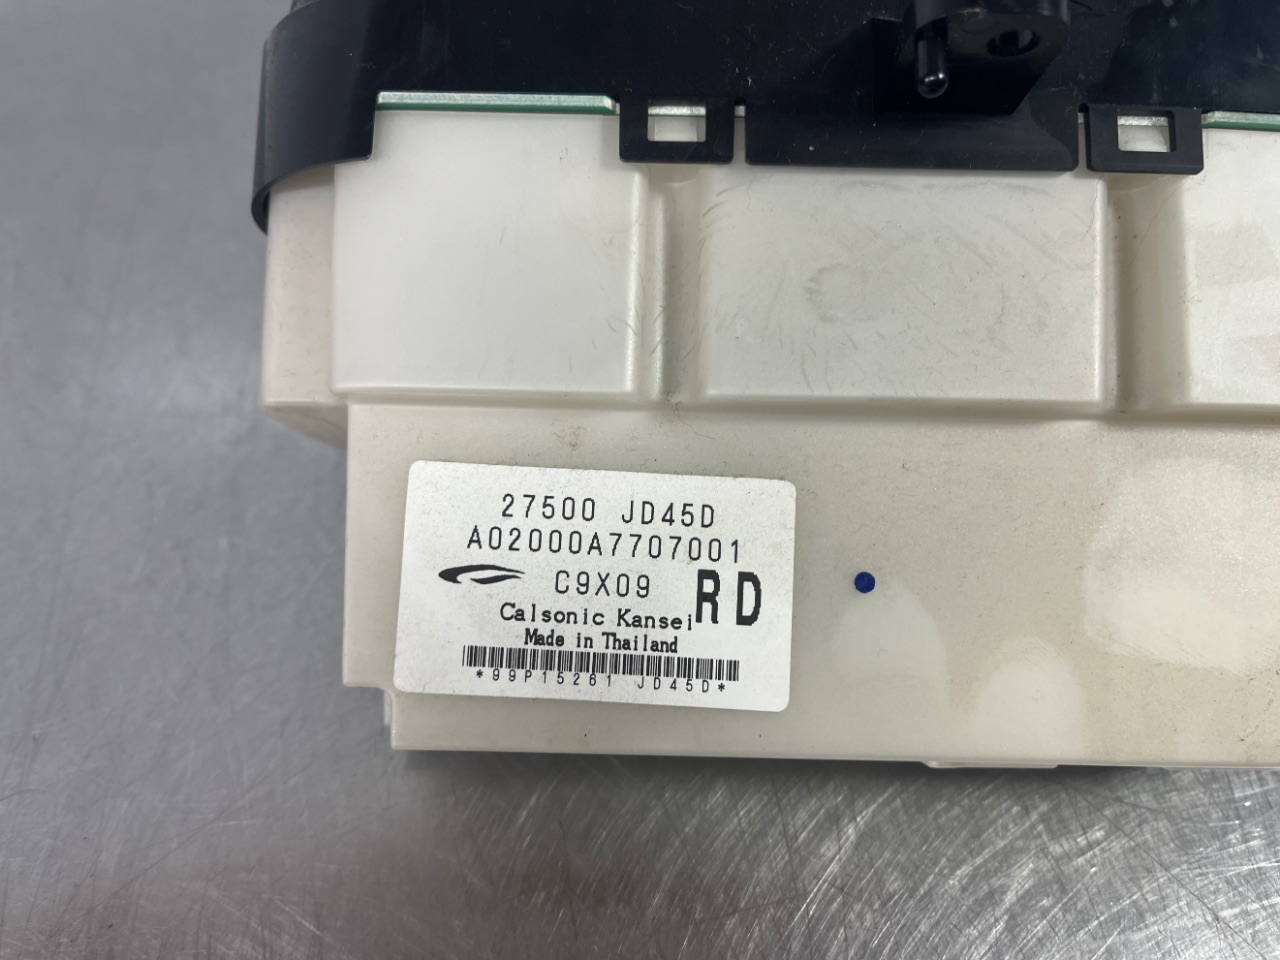 27500 JD45D
A02000A7707001
C9X09 RD
Calsonic Kansei
Made in Thailand
*99P15261 JD45D*